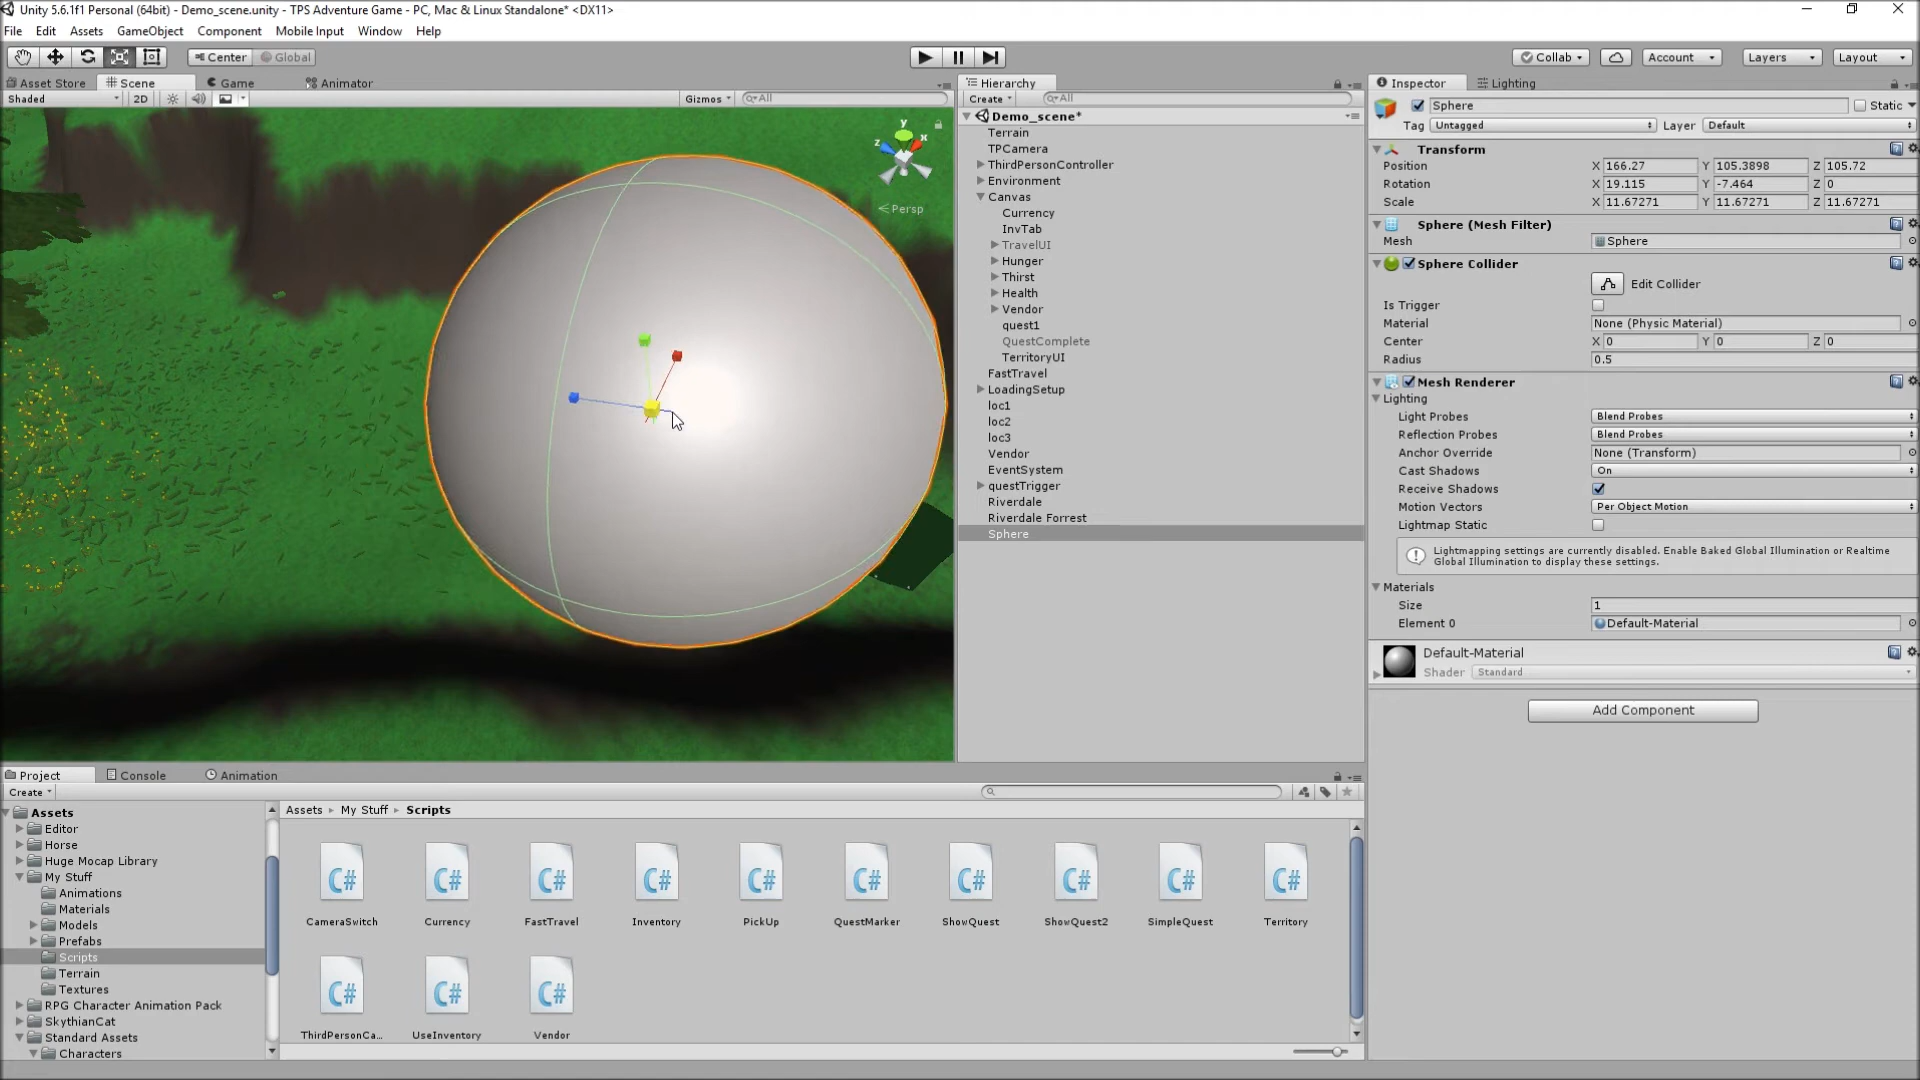 Unity 5.6.1f1 Personal (64bit) - Demo_scene.unity - TPS Adventure Game - PC, Mac & Linux Standalone* <DX11>
File Edit Assets GameObject Component Mobile Input Window Help
Center Global Collab Account Layers Layout
Asset Store Scene Game Animator
Shaded 2D Gizmos All
y
x
z
Persp
Hierarchy
Create All
Demo_scene*
Terrain
TPCamera
ThirdPersonController
Environment
Canvas
Currency
InvTab
TravelUI
Hunger
Thirst
Health
Vendor
quest1
QuestComplete
TerritoryUI
FastTravel
LoadingSetup
loc1
loc2
loc3
Vendor
EventSystem
questTrigger
Riverdale
Riverdale Forrest
Sphere
Inspector Lighting
Sphere Static
Tag Untagged Layer Default
Transform
Position X 166.27 Y 105.3898 Z 105.72
Rotation X 19.115 Y -7.464 Z 0
Scale X 11.67271 Y 11.67271 Z 11.67271
Sphere (Mesh Filter)
Mesh Sphere
Sphere Collider
Edit Collider
Is Trigger
Material None (Physic Material)
Center X 0 Y 0 Z 0
Radius 0.5
Mesh Renderer
Lighting
Light Probes Blend Probes
Reflection Probes Blend Probes
Anchor Override None (Transform)
Cast Shadows On
Receive Shadows
Motion Vectors Per Object Motion
Lightmap Static
Lightmapping settings are currently disabled. Enable Baked Global Illumination or Realtime
Global Illumination to display these settings.
Materials
Size 1
Element 0 Default-Material
Default-Material
Shader Standard
Add Component
Project Console Animation
Create
Assets
Editor
Horse
Huge Mocap Library
My Stuff
Animations
Materials
Models
Prefabs
Scripts
Terrain
Textures
RPG Character Animation Pack
SkythianCat
Standard Assets
Characters
Assets My Stuff Scripts
C# C# C# C# C# C# C# C# C# C#
CameraSwitch Currency FastTravel Inventory PickUp QuestMarker ShowQuest ShowQuest2 SimpleQuest Territory
C# C# C#
ThirdPersonCa... UseInventory Vendor